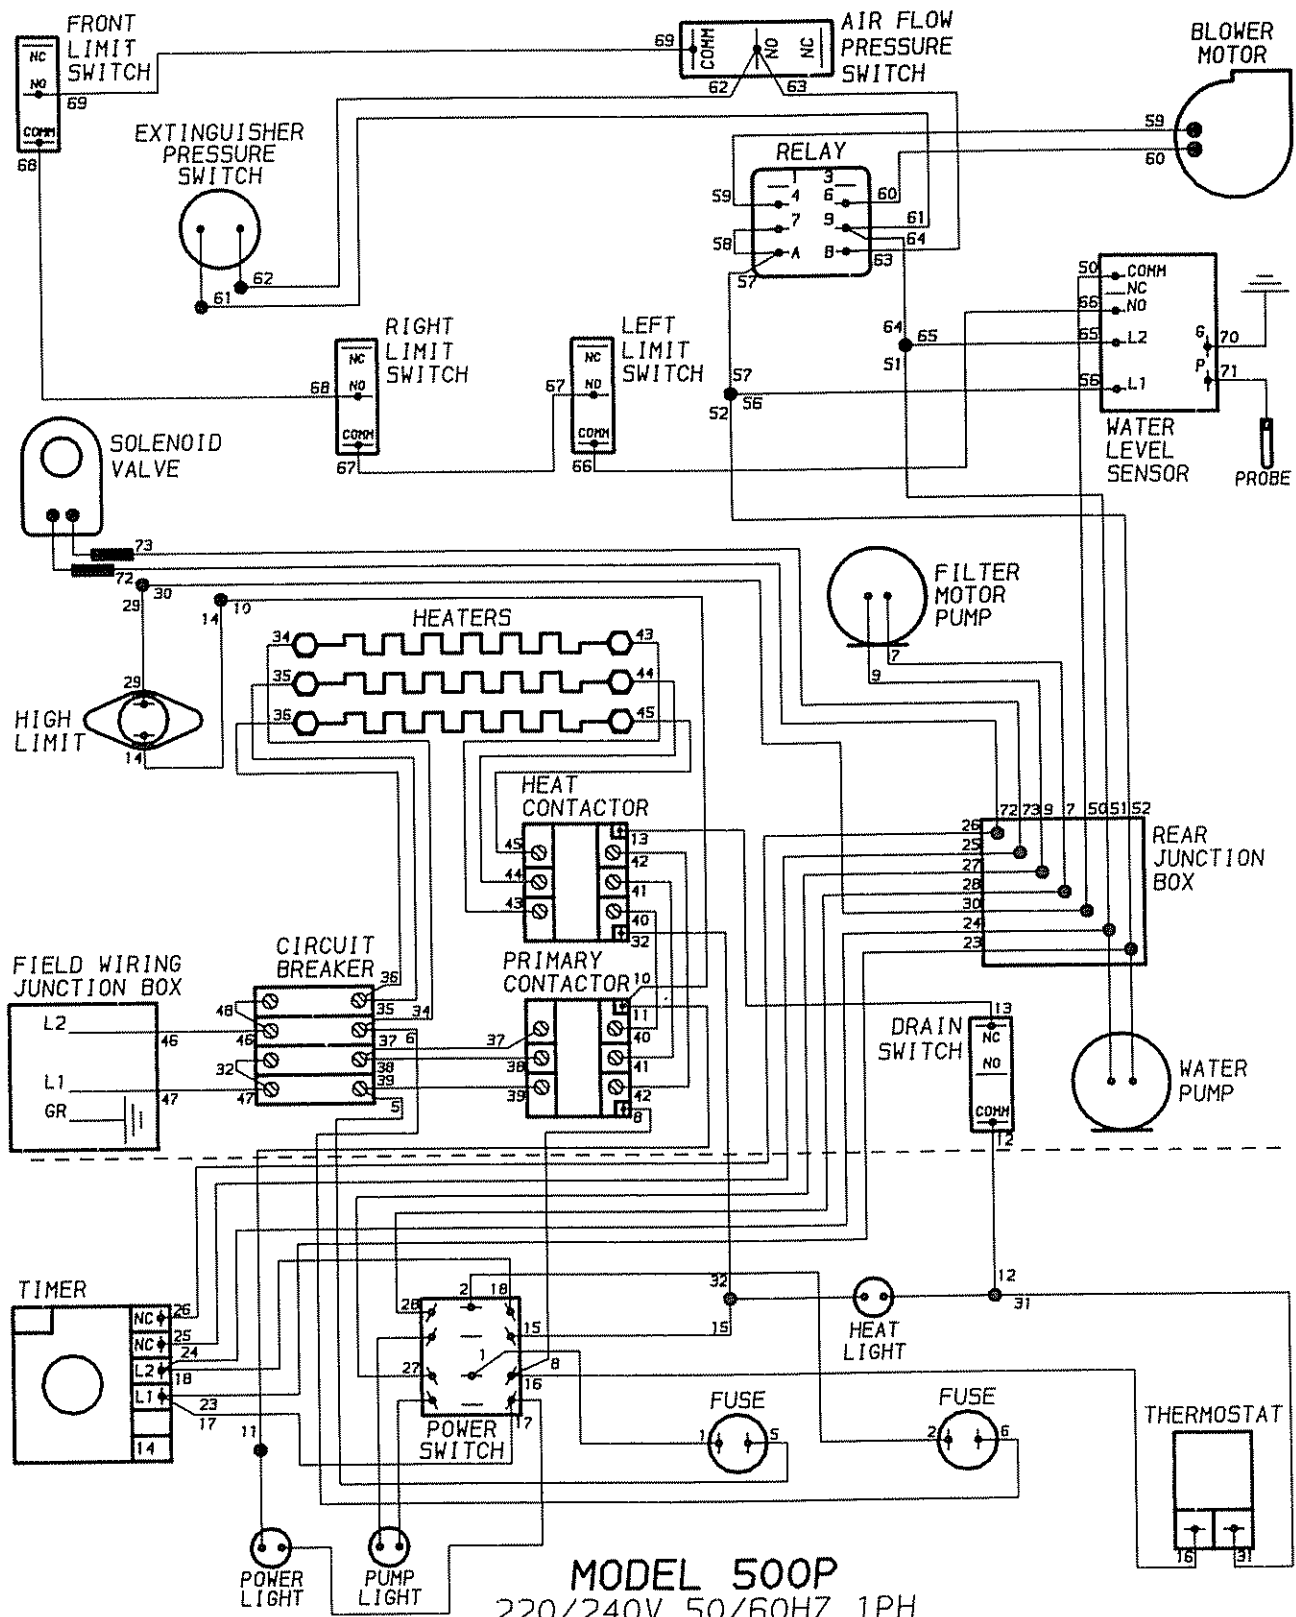 FRONT
LIMIT
SWITCH
NC
NO
COMM
69
68
69
COMM
NO
NC
62
63
AIR FLOW
PRESSURE
SWITCH
BLOWER
MOTOR
59
60
EXTINGUISHER
PRESSURE
SWITCH
62
61
RELAY
1
3
4
6
7
9
A
B
59
58
57
60
61
64
63
50
COMM
NC
66
NO
65
L2
56
L1
G
70
P
71
WATER
LEVEL
SENSOR
PROBE
64
65
51
57
52
56
RIGHT
LIMIT
SWITCH
NC
68
NO
COMM
67
LEFT
LIMIT
SWITCH
NC
67
NO
COMM
66
SOLENOID
VALVE
73
72
30
29
14
10
HEATERS
34
43
35
44
36
45
29
HIGH
LIMIT
14
FILTER
MOTOR
PUMP
7
9
HEAT
CONTACTOR
13
45
42
44
41
43
40
32
72
73
9
7
50
51
52
26
25
27
28
30
24
23
REAR
JUNCTION
BOX
FIELD WIRING
JUNCTION BOX
L2
46
L1
47
GR
CIRCUIT
BREAKER
36
48
35
34
46
6
37
32
38
47
39
5
PRIMARY
CONTACTOR
10
11
37
40
38
41
39
42
8
DRAIN
SWITCH
13
NC
NO
COMM
12
WATER
PUMP
TIMER
NC
26
NC
25
24
L2
18
L1
23
17
14
11
2
18
28
15
1
8
27
16
17
POWER
SWITCH
32
15
HEAT
LIGHT
12
31
FUSE
1
5
FUSE
2
6
THERMOSTAT
16
31
POWER
LIGHT
PUMP
LIGHT
MODEL 500P
220/240V 50/60HZ 1PH